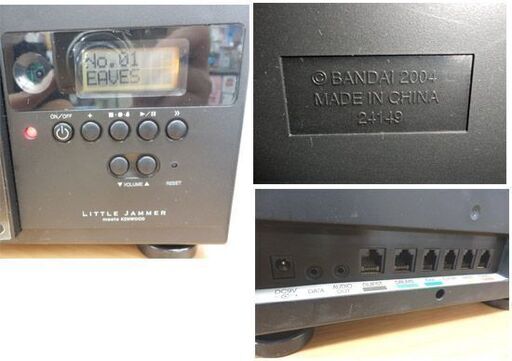 No.01
EAVES
ON/OFF + ■•◢ ▶/❚❚ »
▼ VOLUME ▲ RESET
LITTLE JAMMER
meets KENWOOD
© BANDAI 2004
MADE IN CHINA
24149
DC9V DATA AUDIO OUT